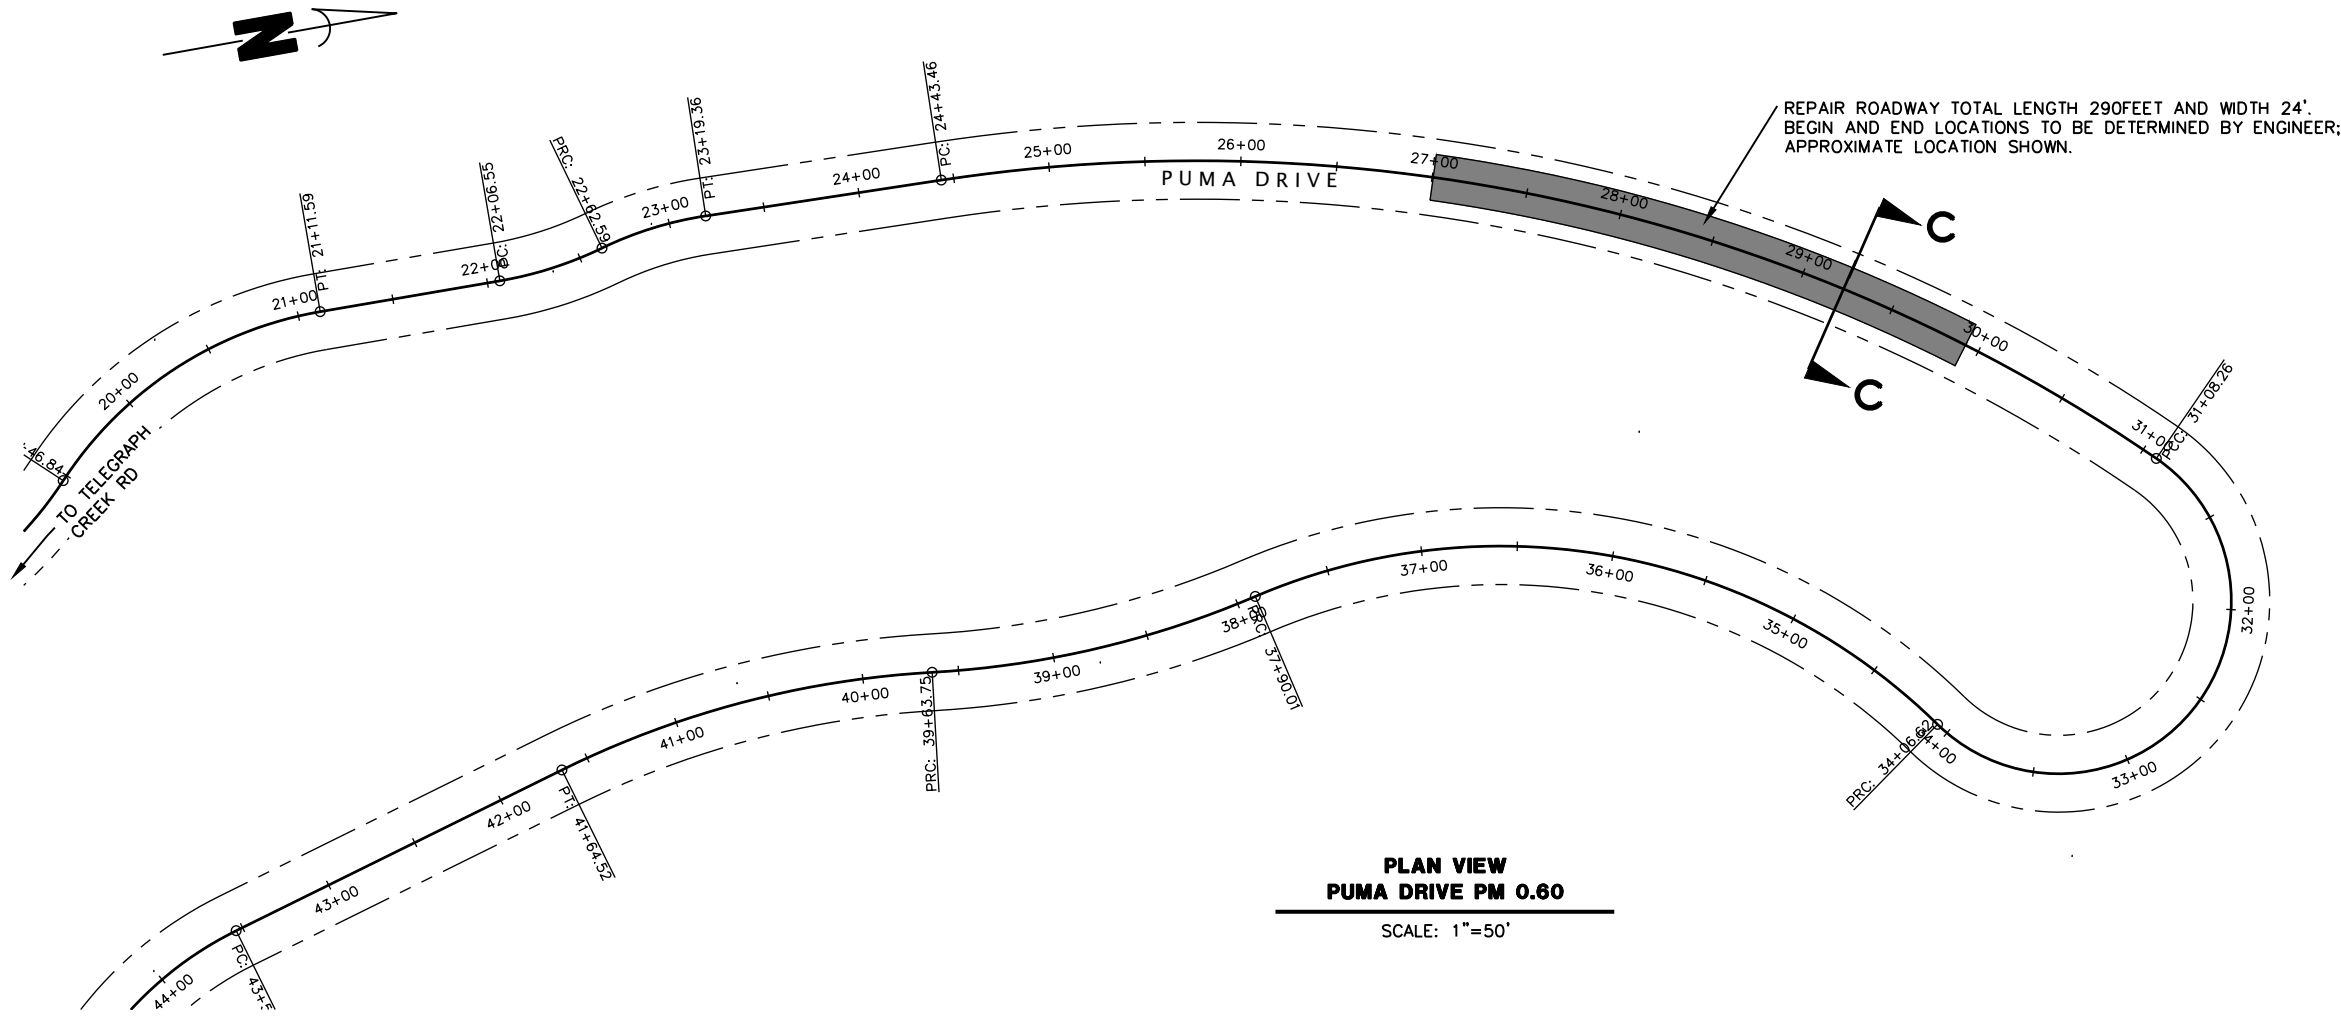 N
PRC: 22+62.59
PC: 22+06.55
PT: 21+11.59
PT: 23+19.36
PC: 24+43.46
20+00
21+00
22+00
23+00
24+00
25+00
26+00
27+00
28+00
29+00
30+00
31+00
PUMA DRIVE
REPAIR ROADWAY TOTAL LENGTH 290FEET AND WIDTH 24'.
BEGIN AND END LOCATIONS TO BE DETERMINED BY ENGINEER;
APPROXIMATE LOCATION SHOWN.
C
C
PCC: 31+08.26
46.84
TO TELEGRAPH
CREEK RD
32+00
33+00
34+00
PRC: 34+06.62
35+00
36+00
37+00
38+00
PRC: 37+90.01
39+00
PRC: 39+63.75
40+00
41+00
PT: 41+64.52
42+00
43+00
PC: 43+
44+00
PLAN VIEW
PUMA DRIVE PM 0.60
SCALE: 1"=50'